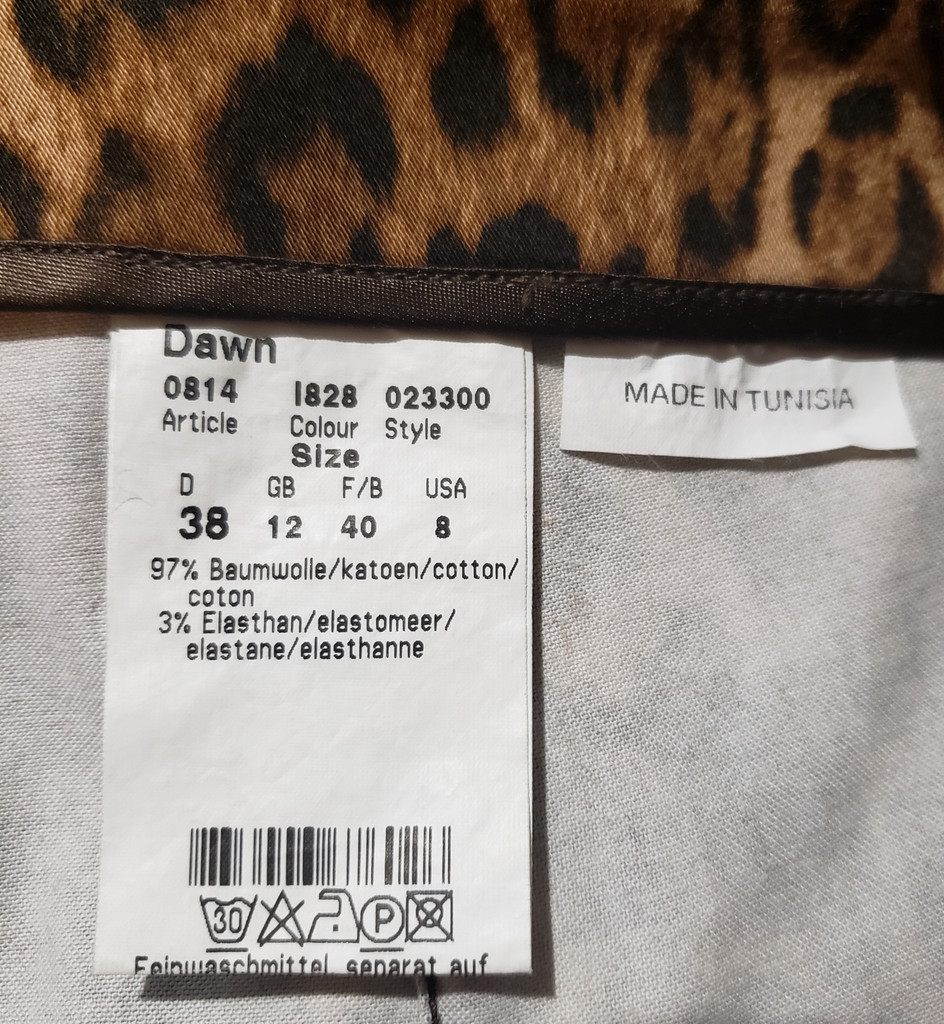 Dawn
0814 1828 023300
Article Colour Style
Size
D GB F/B USA
38 12 40 8
97% Baumwolle/katoen/cotton/
coton
3% Elasthan/elastomeer/
elastane/elasthanne
30 P
Feinwaschmittel separat auf
MADE IN TUNISIA